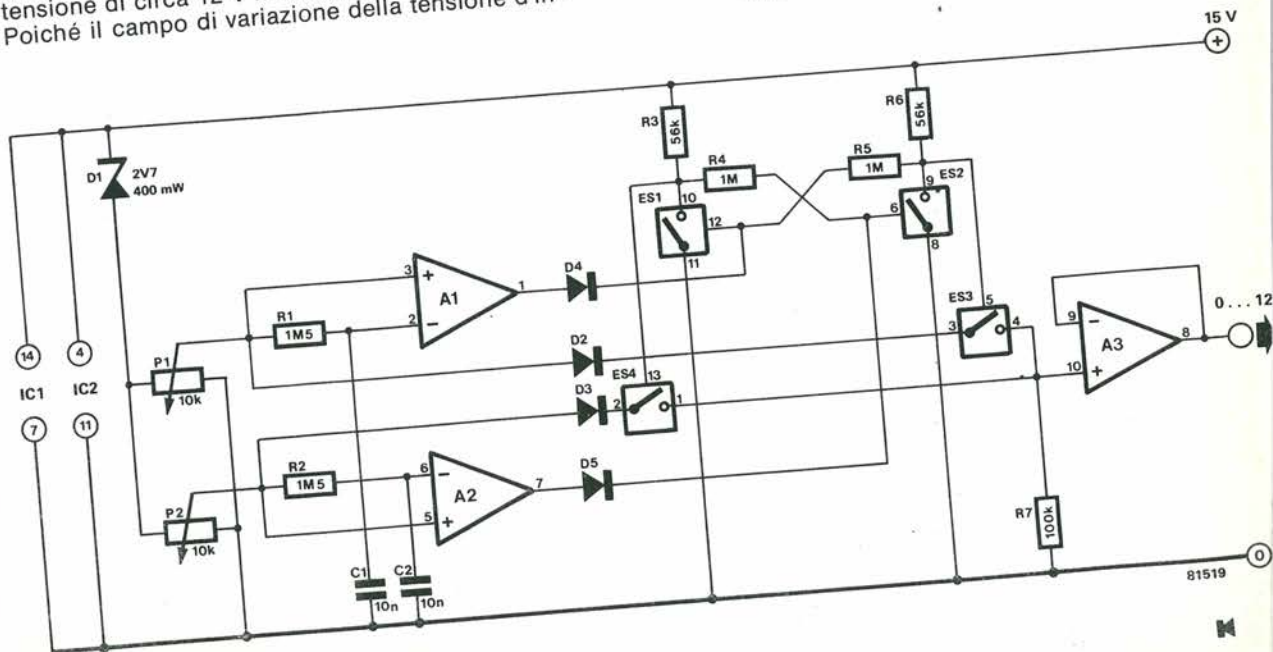 tensione di circa 12
Poiché il campo di variazione della tensione d'in
15 V
+
R3
56k
R6
56k
D1
2V7
400 mW
R4
1M
R5
1M
ES1
10
12
11
ES2
9
6
8
14
4
IC1
IC2
7
11
3
+
A1
1
2
−
D4
R1
1M5
P1
10k
D2
ES3
5
3
4
0 . . . 12
9
−
A3
8
10
+
ES4
13
D3
2
1
R2
1M5
6
−
A2
7
5
+
D5
P2
10k
R7
100k
C1
10n
C2
10n
0
81519